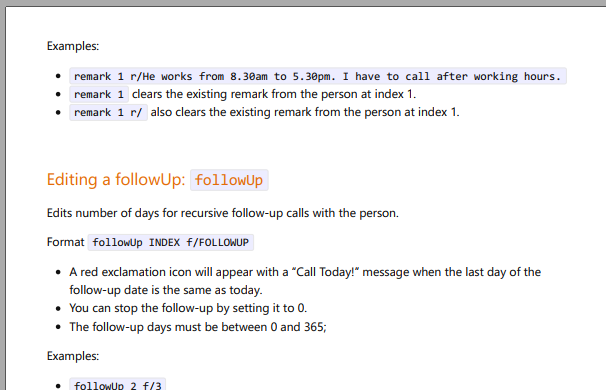 Examples:
remark 1 r/He works from 8.30am to 5.30pm. I have to call after working hours.
remark 1 clears the existing remark from the person at index 1.
remark 1 r/ also clears the existing remark from the person at index 1.
Editing a followUp: followUp
Edits number of days for recursive follow-up calls with the person.
Format followUp INDEX f/FOLLOWUP
A red exclamation icon will appear with a “Call Today!” message when the last day of the
follow-up date is the same as today.
You can stop the follow-up by setting it to 0.
The follow-up days must be between 0 and 365;
Examples:
followUp 2 f/3